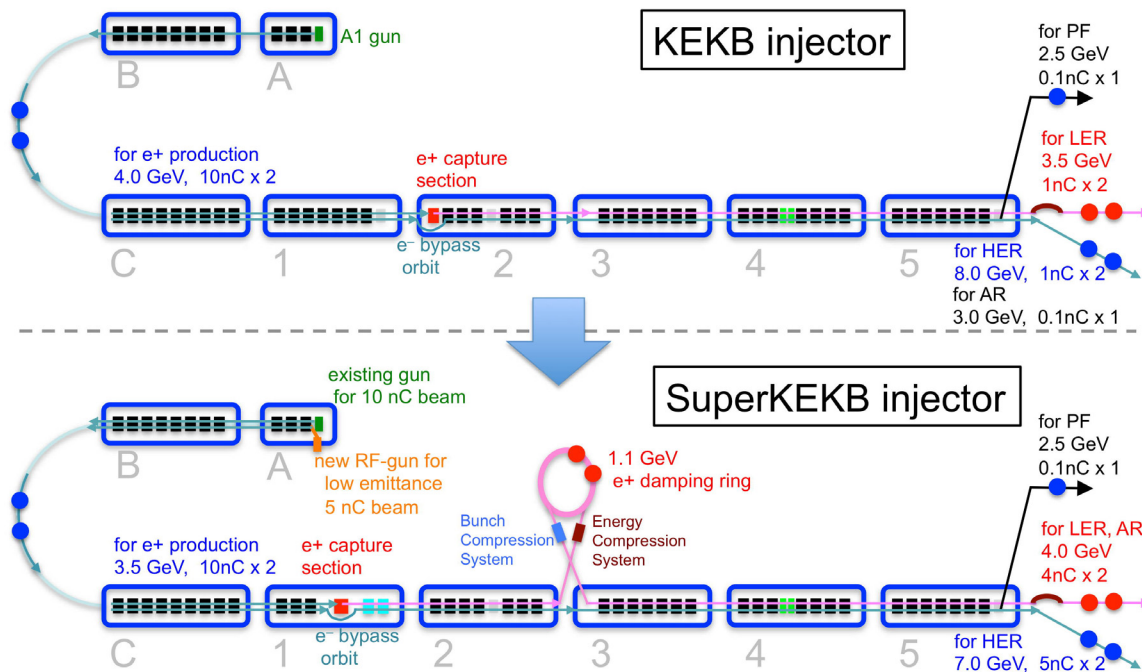 KEKB injector
A1 gun
B
A
for PF
2.5 GeV
0.1nC x 1
for e+ production
4.0 GeV, 10nC x 2
e+ capture
section
for LER
3.5 GeV
1nC x 2
e⁻ bypass
orbit
C
1
2
3
4
5
for HER
8.0 GeV, 1nC x 2
for AR
3.0 GeV, 0.1nC x 1
SuperKEKB injector
existing gun
for 10 nC beam
B
A
new RF-gun for
low emittance
5 nC beam
1.1 GeV
e+ damping ring
for PF
2.5 GeV
0.1nC x 1
Bunch
Compression
System
Energy
Compression
System
for e+ production
3.5 GeV, 10nC x 2
e+ capture
section
for LER, AR
4.0 GeV
4nC x 2
e⁻ bypass
orbit
C
1
2
3
4
5
for HER
7.0 GeV, 5nC x 2